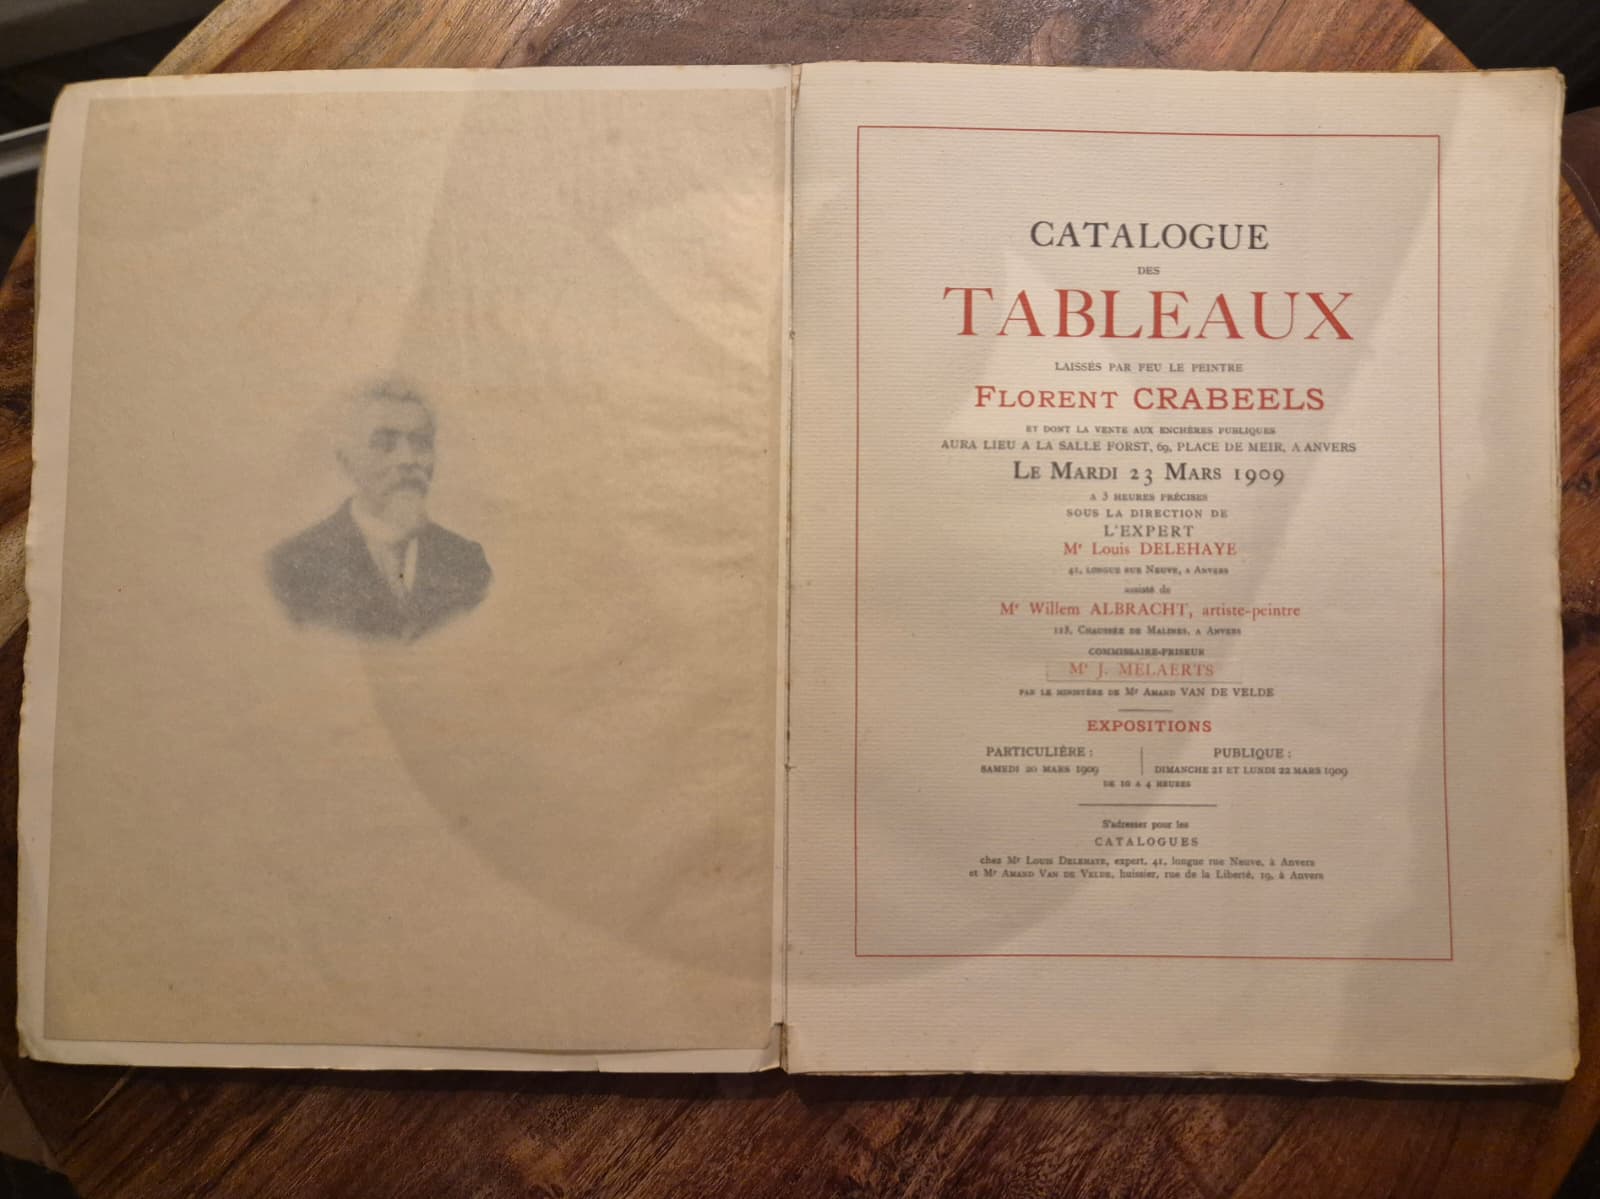 CATALOGUE
DES
TABLEAUX
LAISSÉS PAR FEU LE PEINTRE
FLORENT CRABEELS
ET DONT LA VENTE AUX ENCHÈRES PUBLIQUES
AURA LIEU A LA SALLE FORST, 69, PLACE DE MEIR, A ANVERS
LE MARDI 23 MARS 1909
A 3 HEURES PRÉCISES
SOUS LA DIRECTION DE
L'EXPERT
Mr Louis DELEHAYE
41, LONGUE RUE NEUVE, A ANVERS
assisté de
Mr Willem ALBRACHT, artiste-peintre
118, CHAUSSÉE DE MALINES, A ANVERS
COMMISSAIRE-PRISEUR
Mr J. MELAERTS
PAR LE MINISTÈRE DE Mr AMAND VAN DE VELDE
EXPOSITIONS
PARTICULIÈRE :
SAMEDI 20 MARS 1909
PUBLIQUE :
DIMANCHE 21 ET LUNDI 22 MARS 1909
DE 10 A 4 HEURES
S'adresser pour les
CATALOGUES
chez Mr LOUIS DELEHAYE, expert, 41, longue rue Neuve, à Anvers
et Mr AMAND VAN DE VELDE, huissier, rue de la Liberté, 19, à Anvers